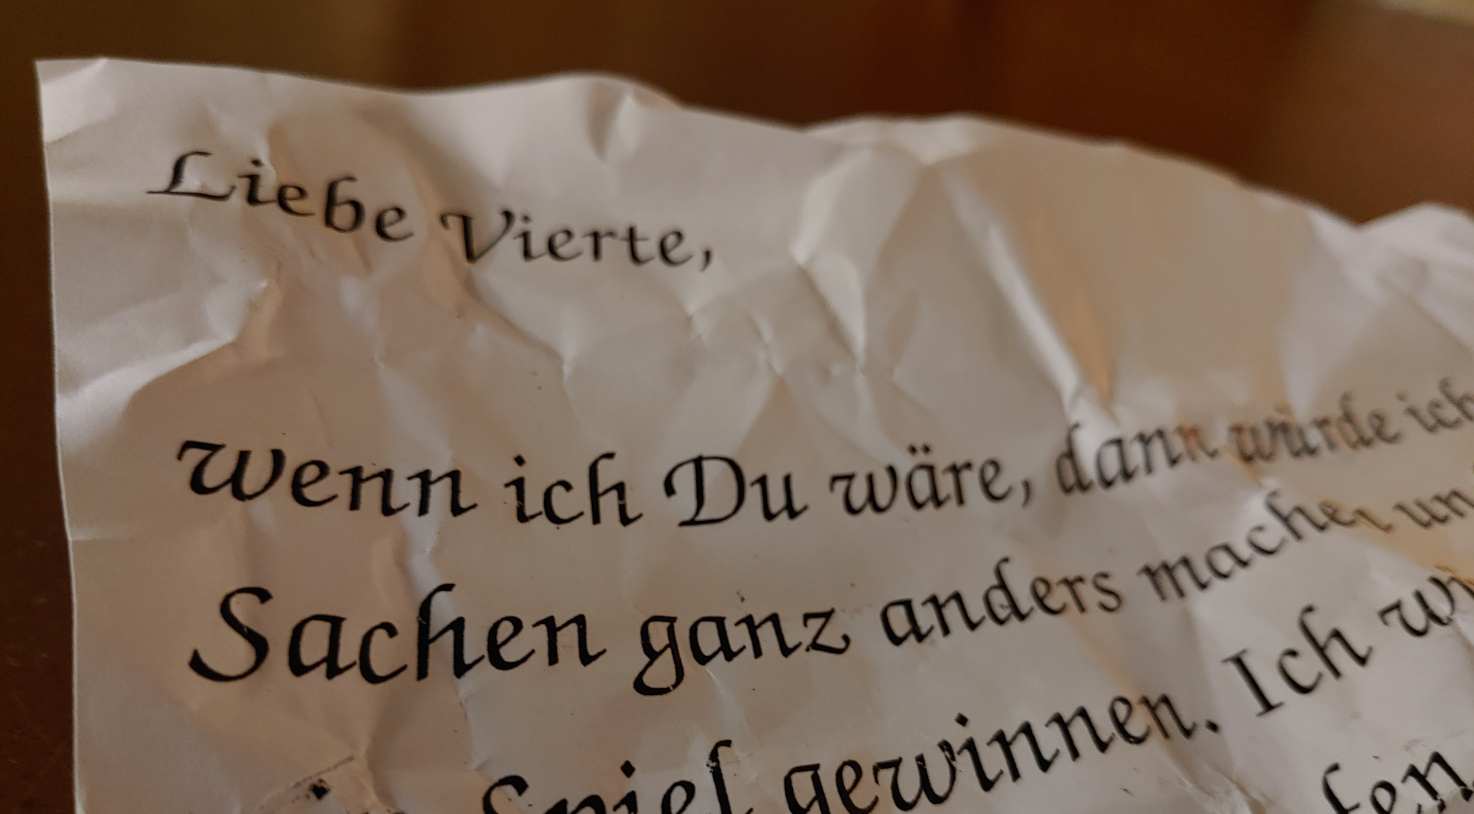 Liebe Vierte,
wenn ich Du wäre, dann würde ich
Sachen ganz anders machen un
Spiel gewinnen. Ich w